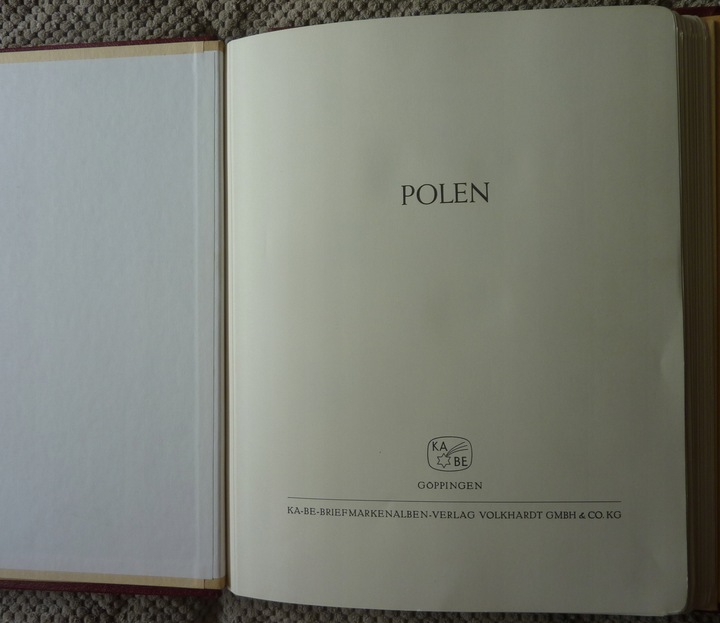 POLEN
KA
BE
GÖPPINGEN
KA-BE-BRIEFMARKENALBEN-VERLAG VOLKHARDT GMBH & CO. KG